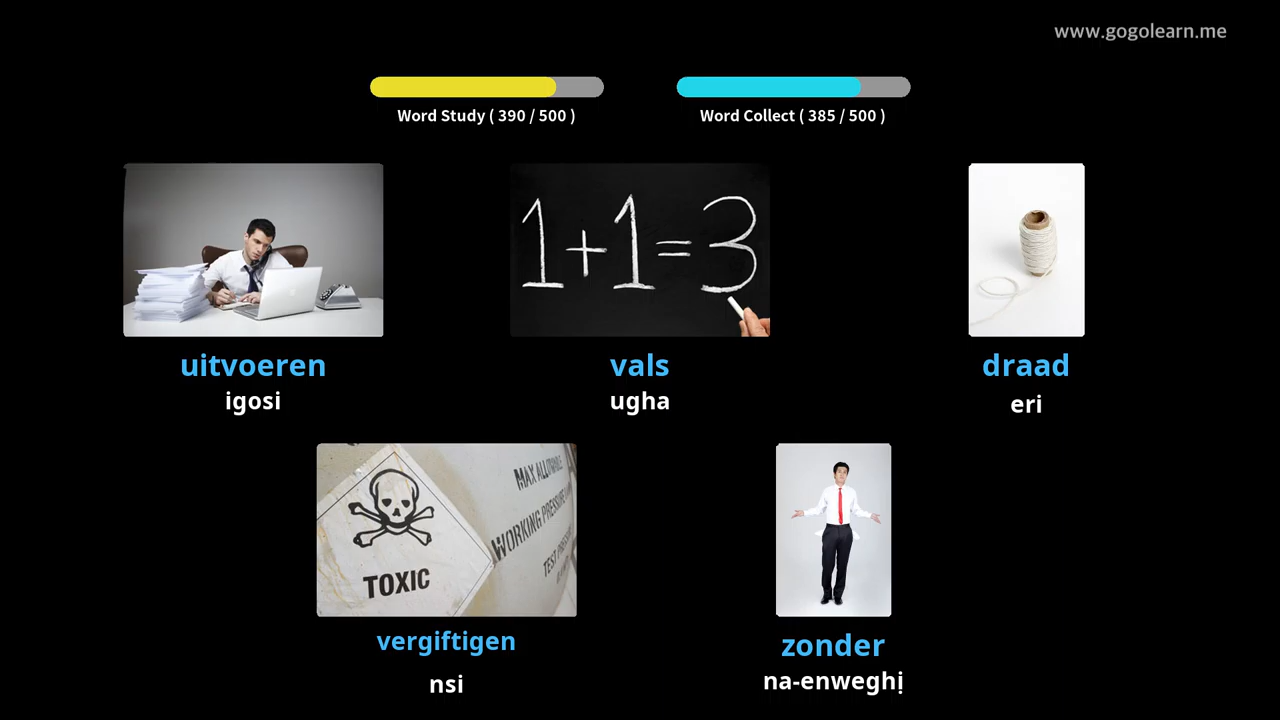 www.gogolearn.me
Word Study ( 390 / 500 )
Word Collect ( 385 / 500 )
1+1=3
uitvoeren
igosi
vals
ugha
draad
eri
MAX ALLOWABLE
WORKING PRESSURE
TEST
TOXIC
vergiftigen
nsi
zonder
na-enweghị